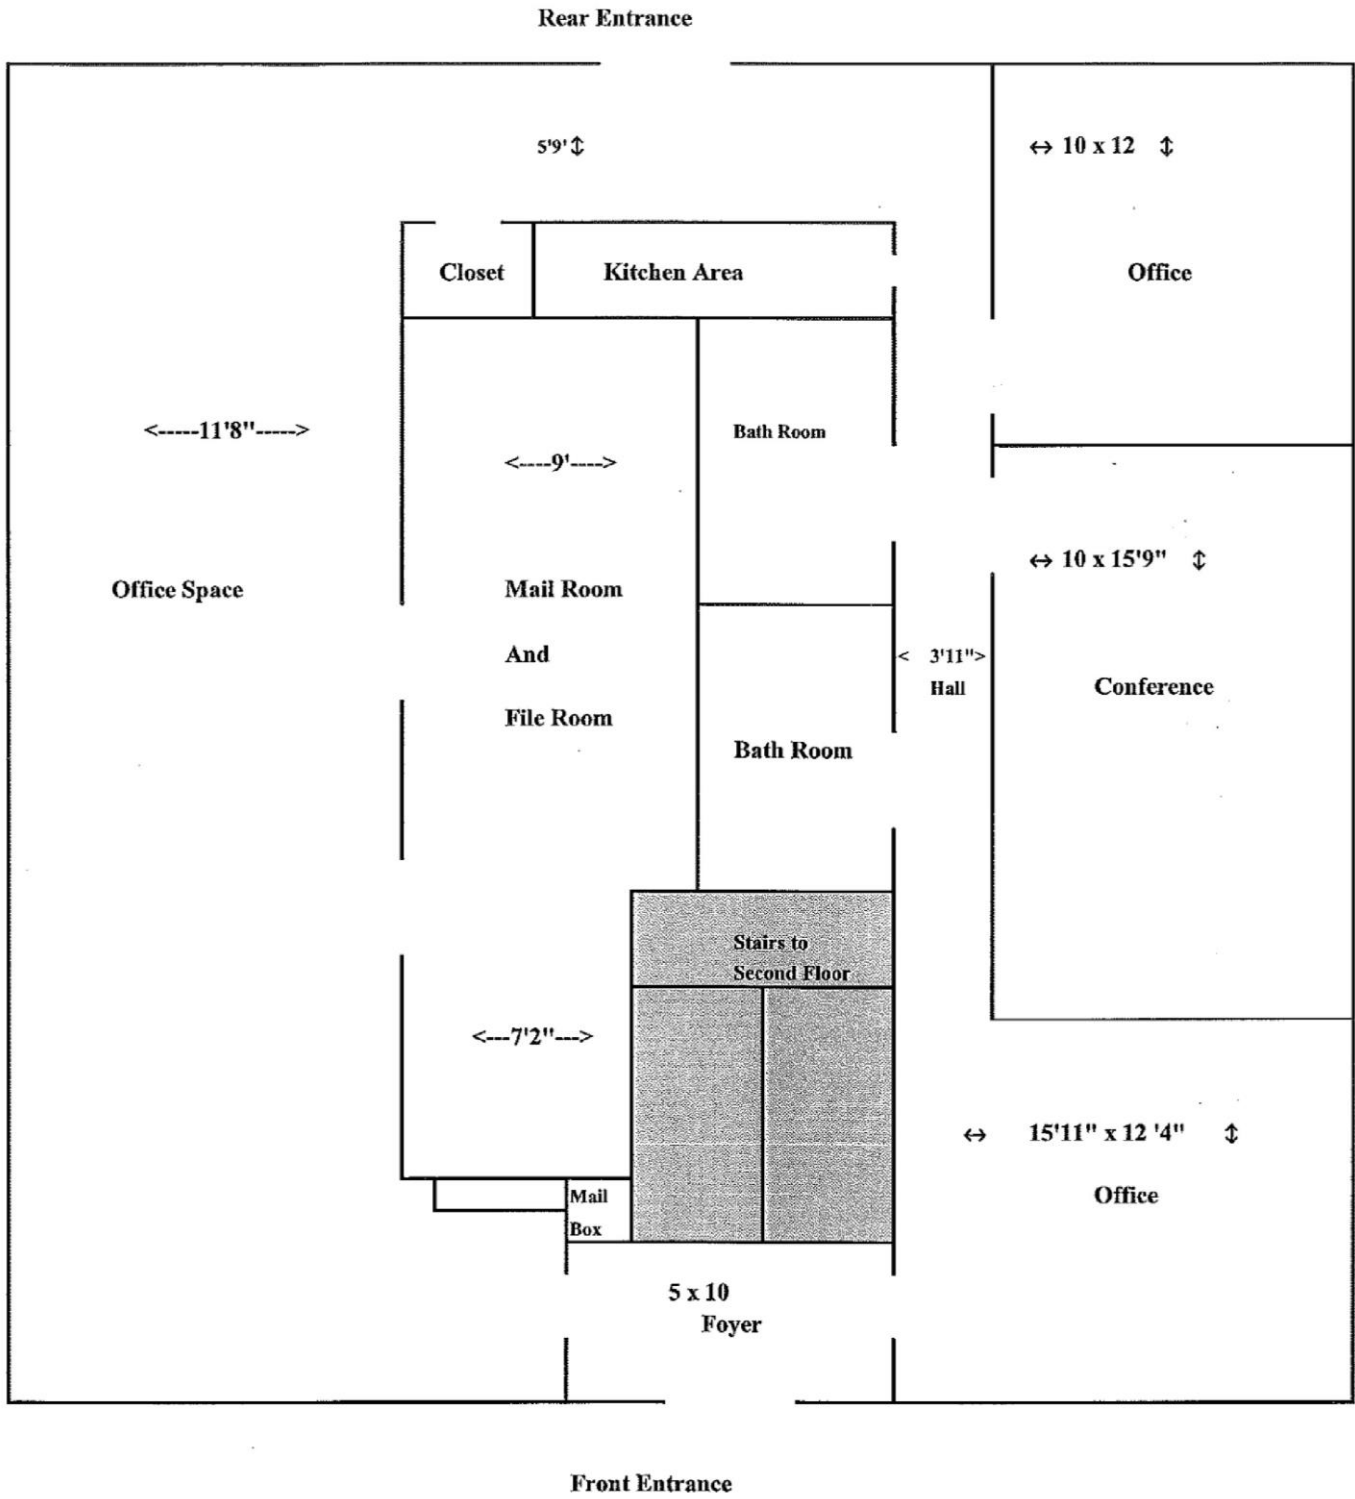 Rear Entrance
5'9' ↕
↔ 10 x 12 ↕
Closet
Kitchen Area
Office
<-----11'8"----->
Bath Room
<----9'---->
↔ 10 x 15'9" ↕
Office Space
Mail Room
And
File Room
< 3'11">
Hall
Conference
Bath Room
Stairs to
Second Floor
<---7'2"--->
↔ 15'11" x 12 '4" ↕
Office
Mail
Box
5 x 10
Foyer
Front Entrance